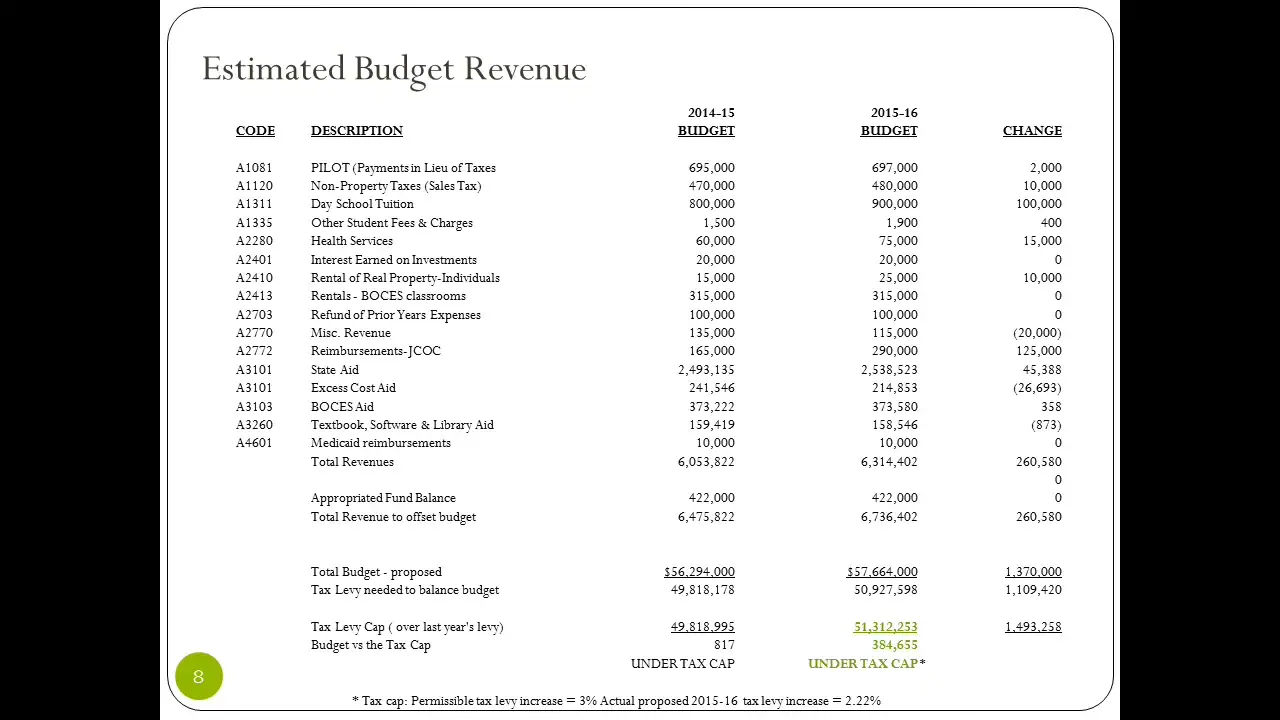 Estimated Budget Revenue
2014-15 2015-16
CODE DESCRIPTION BUDGET BUDGET CHANGE
A1081 PILOT (Payments in Lieu of Taxes 695,000 697,000 2,000
A1120 Non-Property Taxes (Sales Tax) 470,000 480,000 10,000
A1311 Day School Tuition 800,000 900,000 100,000
A1335 Other Student Fees & Charges 1,500 1,900 400
A2280 Health Services 60,000 75,000 15,000
A2401 Interest Earned on Investments 20,000 20,000 0
A2410 Rental of Real Property-Individuals 15,000 25,000 10,000
A2413 Rentals - BOCES classrooms 315,000 315,000 0
A2703 Refund of Prior Years Expenses 100,000 100,000 0
A2770 Misc. Revenue 135,000 115,000 (20,000)
A2772 Reimbursements-JCOC 165,000 290,000 125,000
A3101 State Aid 2,493,135 2,538,523 45,388
A3101 Excess Cost Aid 241,546 214,853 (26,693)
A3103 BOCES Aid 373,222 373,580 358
A3260 Textbook, Software & Library Aid 159,419 158,546 (873)
A4601 Medicaid reimbursements 10,000 10,000 0
Total Revenues 6,053,822 6,314,402 260,580
0
Appropriated Fund Balance 422,000 422,000 0
Total Revenue to offset budget 6,475,822 6,736,402 260,580
Total Budget - proposed $56,294,000 $57,664,000 1,370,000
Tax Levy needed to balance budget 49,818,178 50,927,598 1,109,420
Tax Levy Cap ( over last year's levy) 49,818,995 51,312,253 1,493,258
Budget vs the Tax Cap 817 384,655
UNDER TAX CAP UNDER TAX CAP*
8
* Tax cap: Permissible tax levy increase = 3% Actual proposed 2015-16 tax levy increase = 2.22%